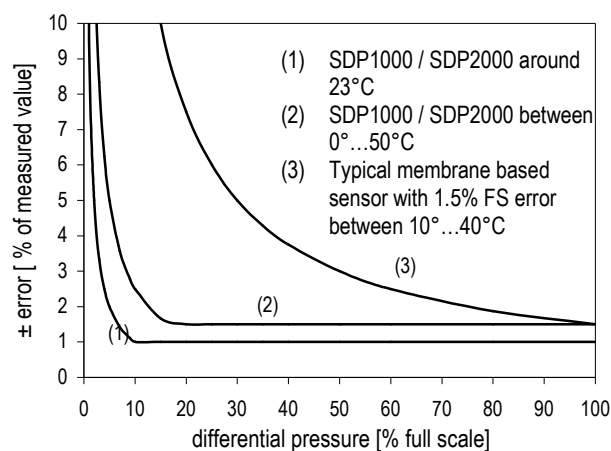 ± error [ % of measured value]
10
9
8
7
6
5
4
3
2
1
0
(1) SDP1000 / SDP2000 around
23°C
(2) SDP1000 / SDP2000 between
0°…50°C
(3) Typical membrane based
sensor with 1.5% FS error
between 10°…40°C
(3)
(2)
(1)
0 10 20 30 40 50 60 70 80 90 100
differential pressure [% full scale]